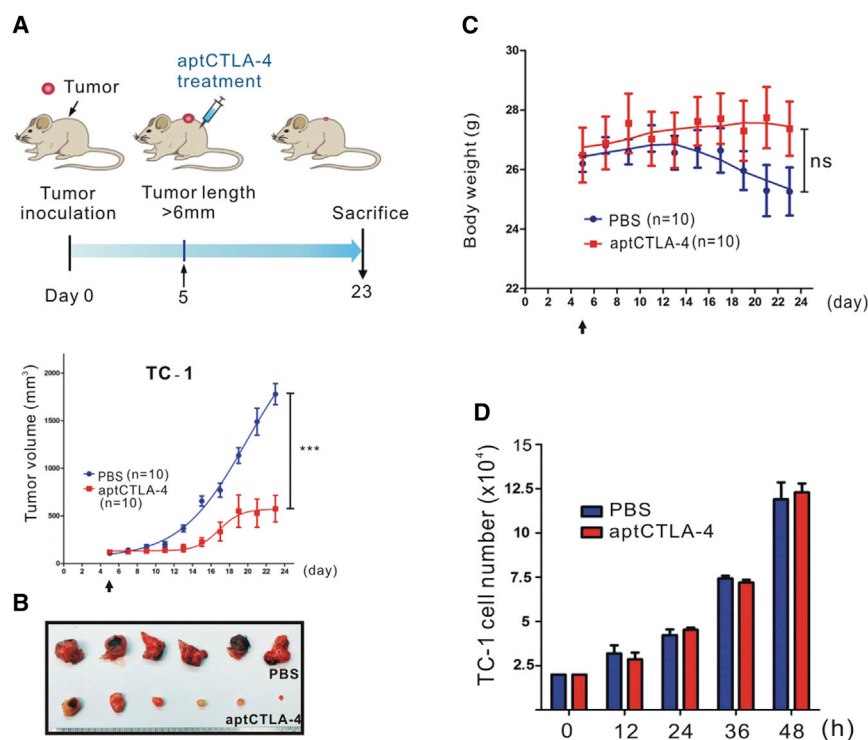 A
aptCTLA-4
treatment
Tumor
Tumor
inoculation
Tumor length
>6mm
Sacrifice
Day 0
5
23
TC-1
Tumor volume (mm³)
2000
1500
1000
500
0
PBS (n=10)
aptCTLA-4
(n=10)
***
0 2 4 6 8 10 12 14 16 18 20 22 24 (day)
B
PBS
aptCTLA-4
C
Body weight (g)
30
28
26
24
22
ns
PBS (n=10)
aptCTLA-4 (n=10)
0 2 4 6 8 10 12 14 16 18 20 22 24 (day)
D
TC-1 cell number (x10⁴)
15
12.5
7.5
5
2.5
PBS
aptCTLA-4
0 12 24 36 48 (h)